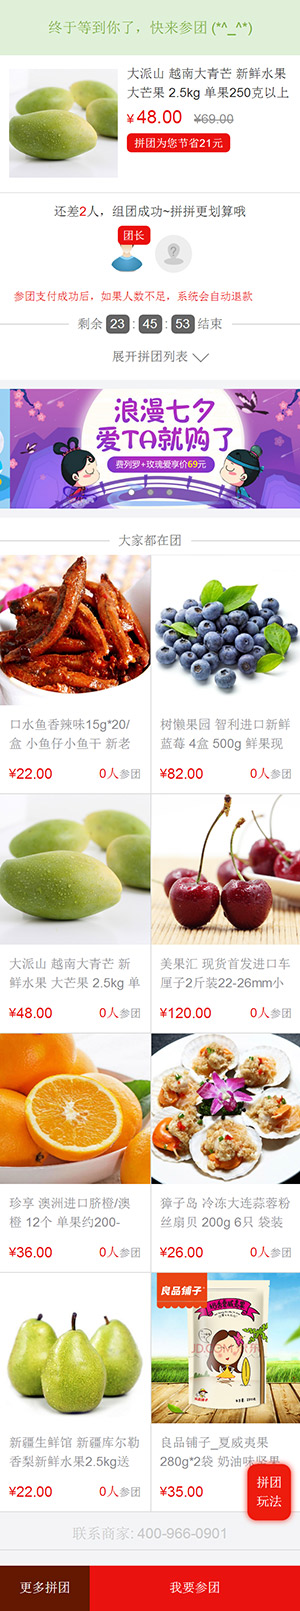 终于等到你了，快来参团 (*^_^*)
大派山 越南大青芒 新鲜水果
大芒果 2.5kg 单果250克以上
¥ 48.00 ¥69.00
拼团为您节省21元
还差2人，组团成功~拼拼更划算哦
团长
?
参团支付成功后，如果人数不足，系统会自动退款
剩余 23 : 45 : 53 结束
展开拼团列表
浪漫七夕
爱TA就购了
费列罗+玫瑰爱享价69元
大家都在团
口水鱼香辣味15g*20/
盒 小鱼仔小鱼干 新老
¥22.00 0人参团
树懒果园 智利进口新鲜
蓝莓 4盒 500g 鲜果现
¥82.00 0人参团
大派山 越南大青芒 新
鲜水果 大芒果 2.5kg 单
¥48.00 0人参团
美果汇 现货首发进口车
厘子2斤装22-26mm小
¥120.00 0人参团
珍享 澳洲进口脐橙/澳
橙 12个 单果约200-
¥36.00 0人参团
獐子岛 冷冻大连蒜蓉粉
丝扇贝 200g 6只 袋装
¥26.00 0人参团
新疆生鲜馆 新疆库尔勒
香梨新鲜水果2.5kg送
¥22.00 0人参团
良品铺子
JD.COM
良品铺子_夏威夷果
280g*2袋 奶油味坚果
¥35.00
拼团
玩法
联系商家: 400-966-0901
更多拼团
我要参团